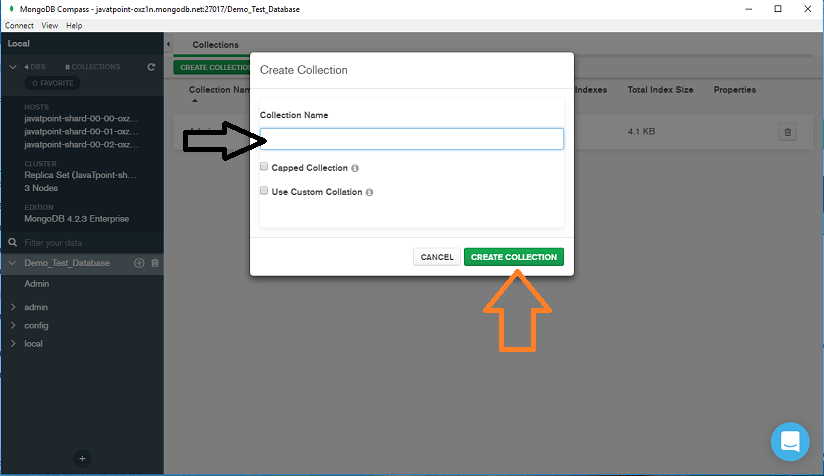 MongoDB Compass - javatpoint-oxz1n.mongodb.net:27017/Demo_Test_Database
Connect View Help
Local
4 DBS 8 COLLECTIONS
FAVORITE
HOSTS
javatpoint-shard-00-00-oxz...
javatpoint-shard-00-01-oxz...
javatpoint-shard-00-02-oxz...
CLUSTER
Replica Set (JavaTpoint-sh...
3 Nodes
EDITION
MongoDB 4.2.3 Enterprise
Filter your data
Demo_Test_Database
Admin
admin
config
local
Collections
CREATE COLLECTION
Collection Nam
Indexes
Total Index Size
Properties
4.1 KB
Create Collection
Collection Name
Capped Collection
Use Custom Collation
CANCEL
CREATE COLLECTION